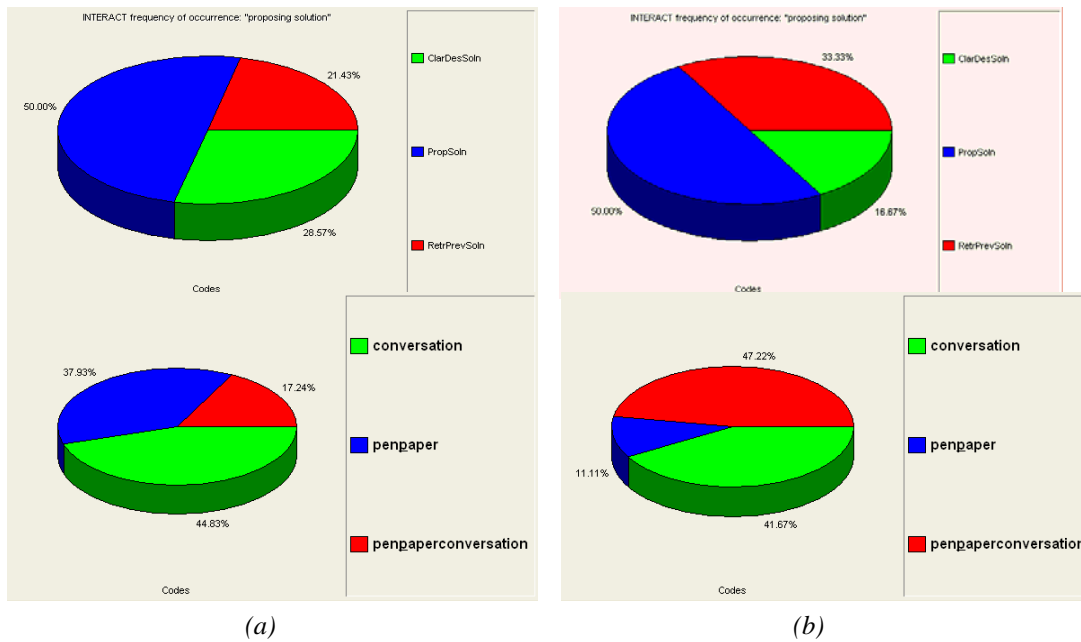 INTERACT frequency of occurrence: "proposing solution"
ClarDesSoln
21.43%
50.00%
PropSoln
28.57%
RetrPrevSoln
Codes
conversation
37.93%
17.24%
penpaper
44.83%
penpaperconversation
Codes
(a)
INTERACT frequency of occurrence: "proposing solution"
33.33%
ClarDesSoln
PropSoln
50.00%
16.67%
RetrPrevSoln
Codes
conversation
47.22%
penpaper
11.11%
41.67%
penpaperconversation
Codes
(b)